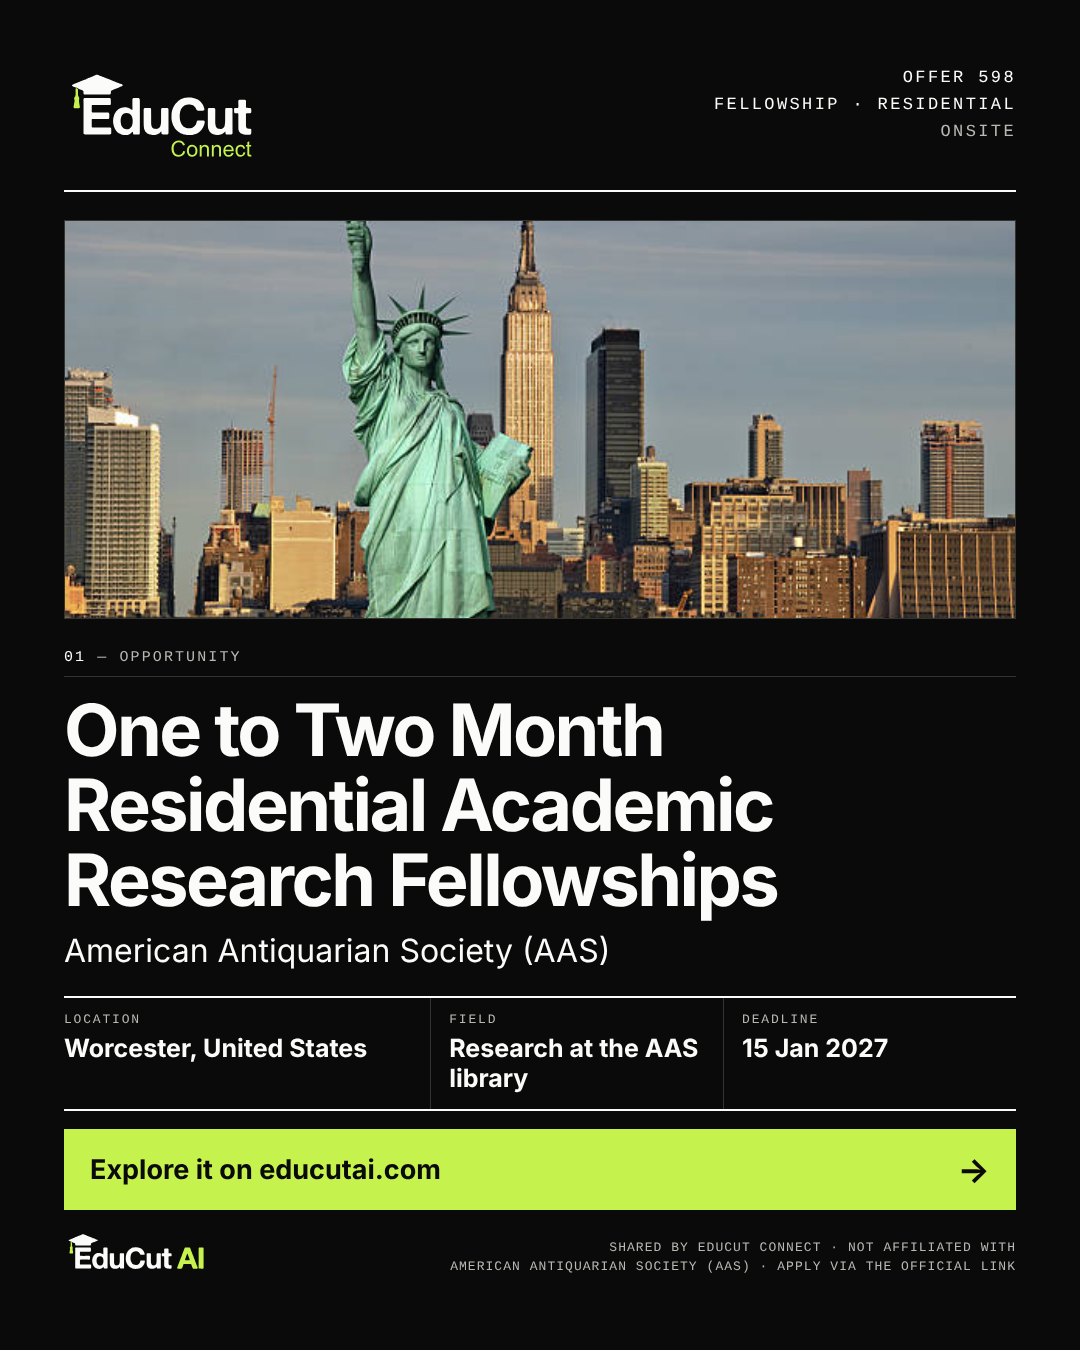 EduCut
Connect
OFFER 598
FELLOWSHIP · RESIDENTIAL
ONSITE
01 — OPPORTUNITY
One to Two Month
Residential Academic
Research Fellowships
American Antiquarian Society (AAS)
LOCATION
Worcester, United States
FIELD
Research at the AAS
library
DEADLINE
15 Jan 2027
Explore it on educutai.com →
EduCut AI
SHARED BY EDUCUT CONNECT · NOT AFFILIATED WITH
AMERICAN ANTIQUARIAN SOCIETY (AAS) · APPLY VIA THE OFFICIAL LINK